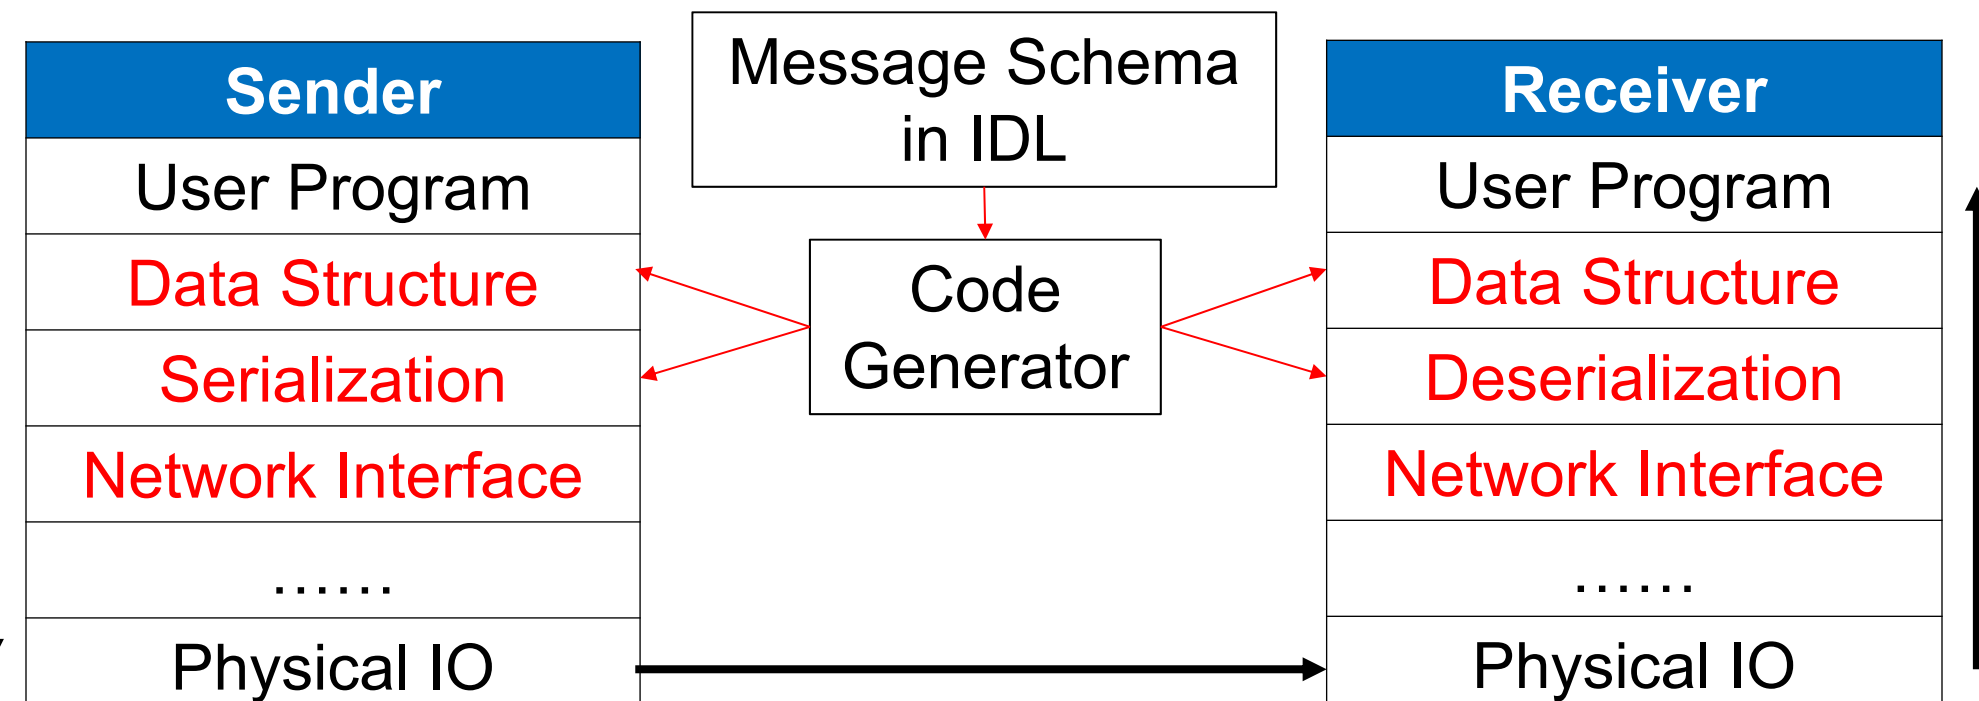 Sender
User Program
Data Structure
Serialization
Network Interface
……
Physical IO
Message Schema
in IDL
Code
Generator
Receiver
User Program
Data Structure
Deserialization
Network Interface
……
Physical IO